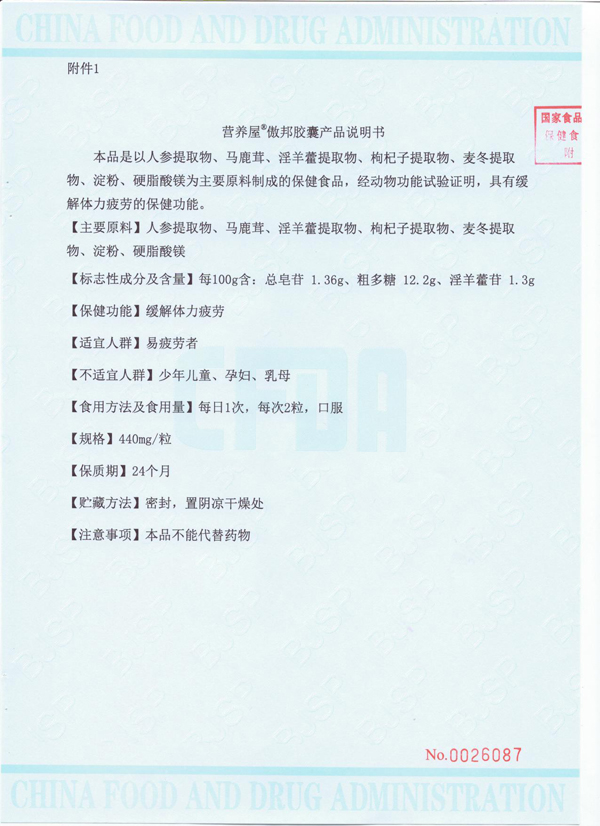 CHINA FOOD AND DRUG ADMINISTRATION
附件1
国家食品
保健食
附
营养屋®傲邦胶囊产品说明书
本品是以人参提取物、马鹿茸、淫羊藿提取物、枸杞子提取物、麦冬提取
物、淀粉、硬脂酸镁为主要原料制成的保健食品，经动物功能试验证明，具有缓
解体力疲劳的保健功能。
【主要原料】人参提取物、马鹿茸、淫羊藿提取物、枸杞子提取物、麦冬提取
物、淀粉、硬脂酸镁
【标志性成分及含量】每100g含：总皂苷 1.36g、粗多糖 12.2g、淫羊藿苷 1.3g
【保健功能】缓解体力疲劳
【适宜人群】易疲劳者
【不适宜人群】少年儿童、孕妇、乳母
【食用方法及食用量】每日1次，每次2粒，口服
【规格】440mg/粒
【保质期】24个月
【贮藏方法】密封，置阴凉干燥处
【注意事项】本品不能代替药物
CFDA
No.0026087
CHINA FOOD AND DRUG ADMINISTRATION